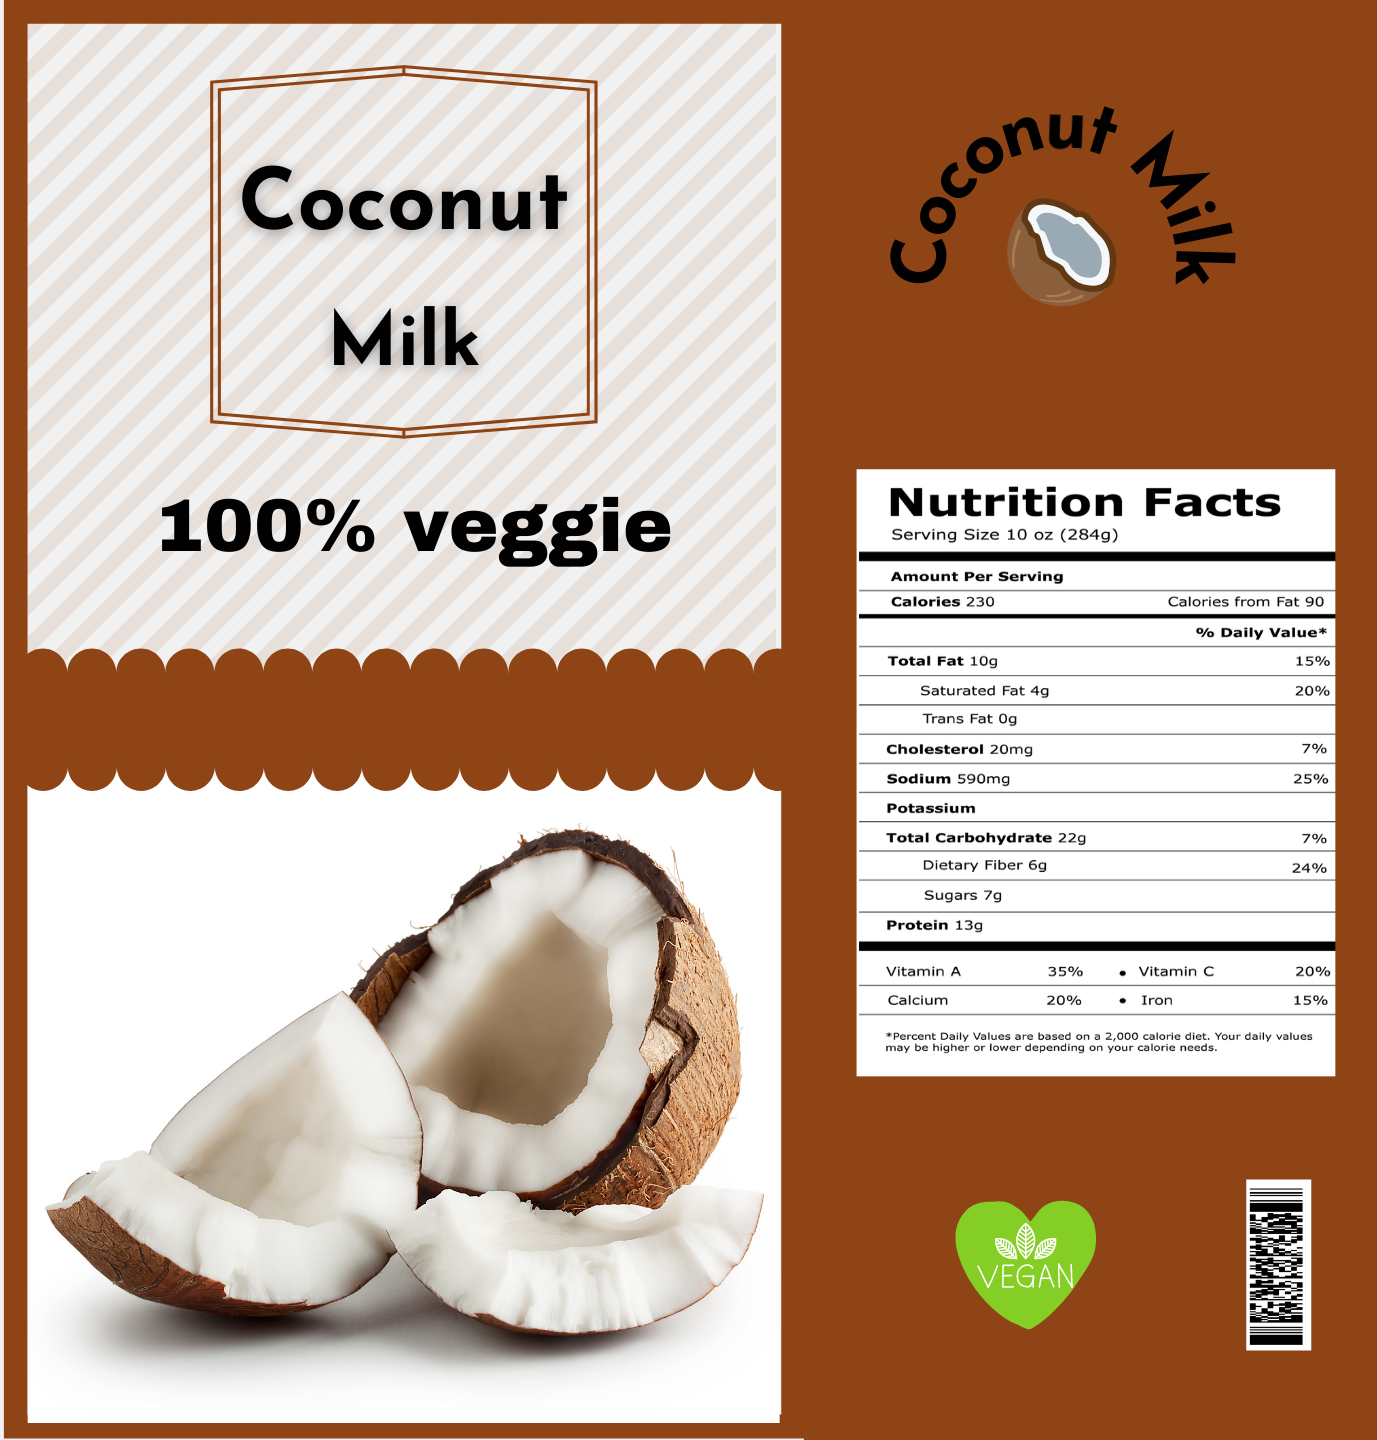 Coconut
Milk
100% veggie
Coconut Milk
Nutrition Facts
Serving Size 10 oz (284g)
Amount Per Serving
Calories 230 Calories from Fat 90
% Daily Value*
Total Fat 10g 15%
Saturated Fat 4g 20%
Trans Fat 0g
Cholesterol 20mg 7%
Sodium 590mg 25%
Potassium
Total Carbohydrate 22g 7%
Dietary Fiber 6g 24%
Sugars 7g
Protein 13g
Vitamin A 35% • Vitamin C 20%
Calcium 20% • Iron 15%
*Percent Daily Values are based on a 2,000 calorie diet. Your daily values
may be higher or lower depending on your calorie needs.
VEGAN